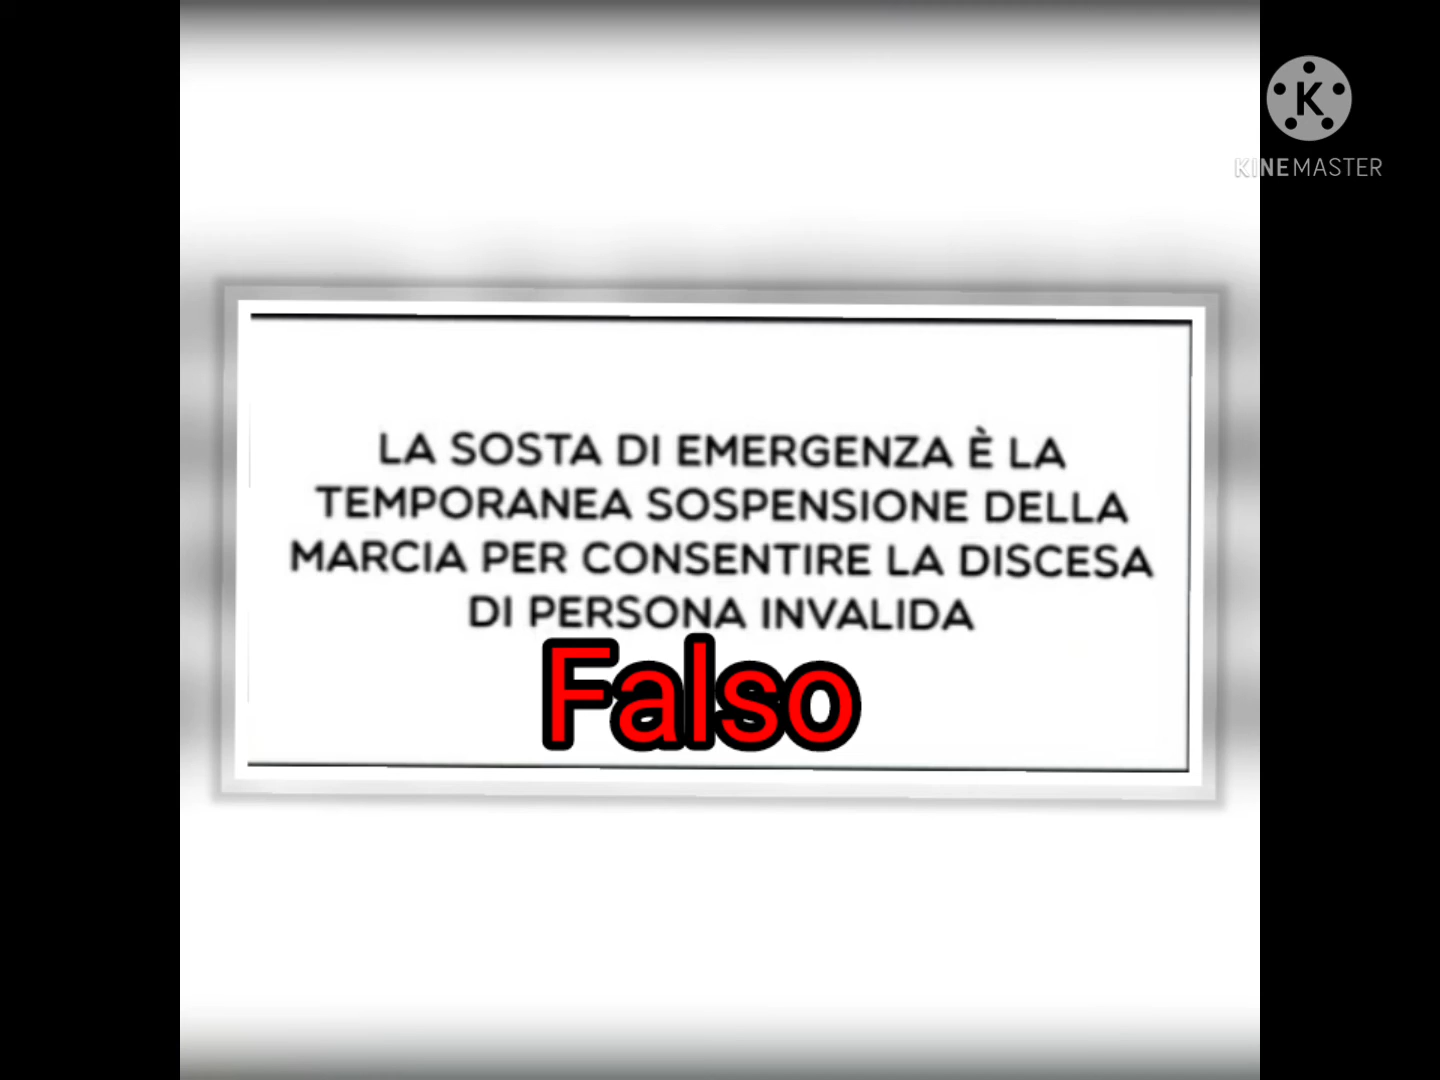 K
KINEMASTER
LA SOSTA DI EMERGENZA È LA
TEMPORANEA SOSPENSIONE DELLA
MARCIA PER CONSENTIRE LA DISCESA
DI PERSONA INVALIDA
Falso